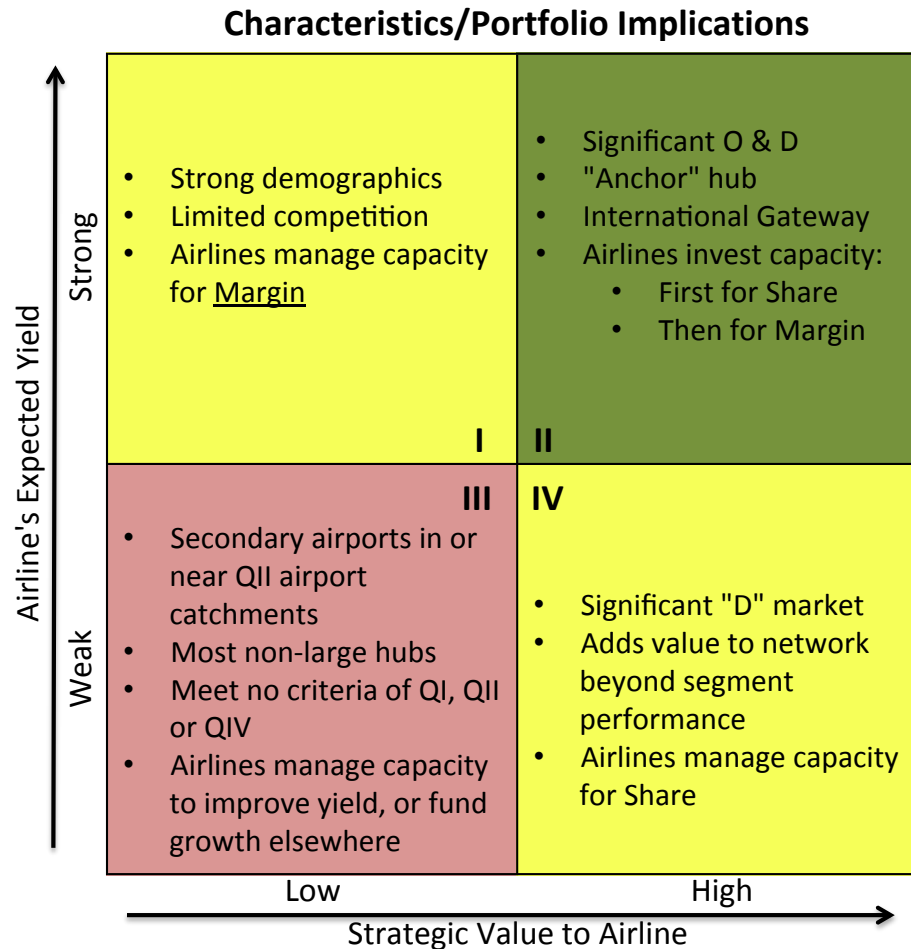 Characteristics/Portfolio Implications
Airline's Expected Yield
Strong
Weak
• Strong demographics
• Limited competition
• Airlines manage capacity
for Margin
I
• Significant O & D
• "Anchor" hub
• International Gateway
• Airlines invest capacity:
• First for Share
• Then for Margin
II
III
• Secondary airports in or
near QII airport
catchments
• Most non-large hubs
• Meet no criteria of QI, QII
or QIV
• Airlines manage capacity
to improve yield, or fund
growth elsewhere
IV
• Significant "D" market
• Adds value to network
beyond segment
performance
• Airlines manage capacity
for Share
Low
High
Strategic Value to Airline